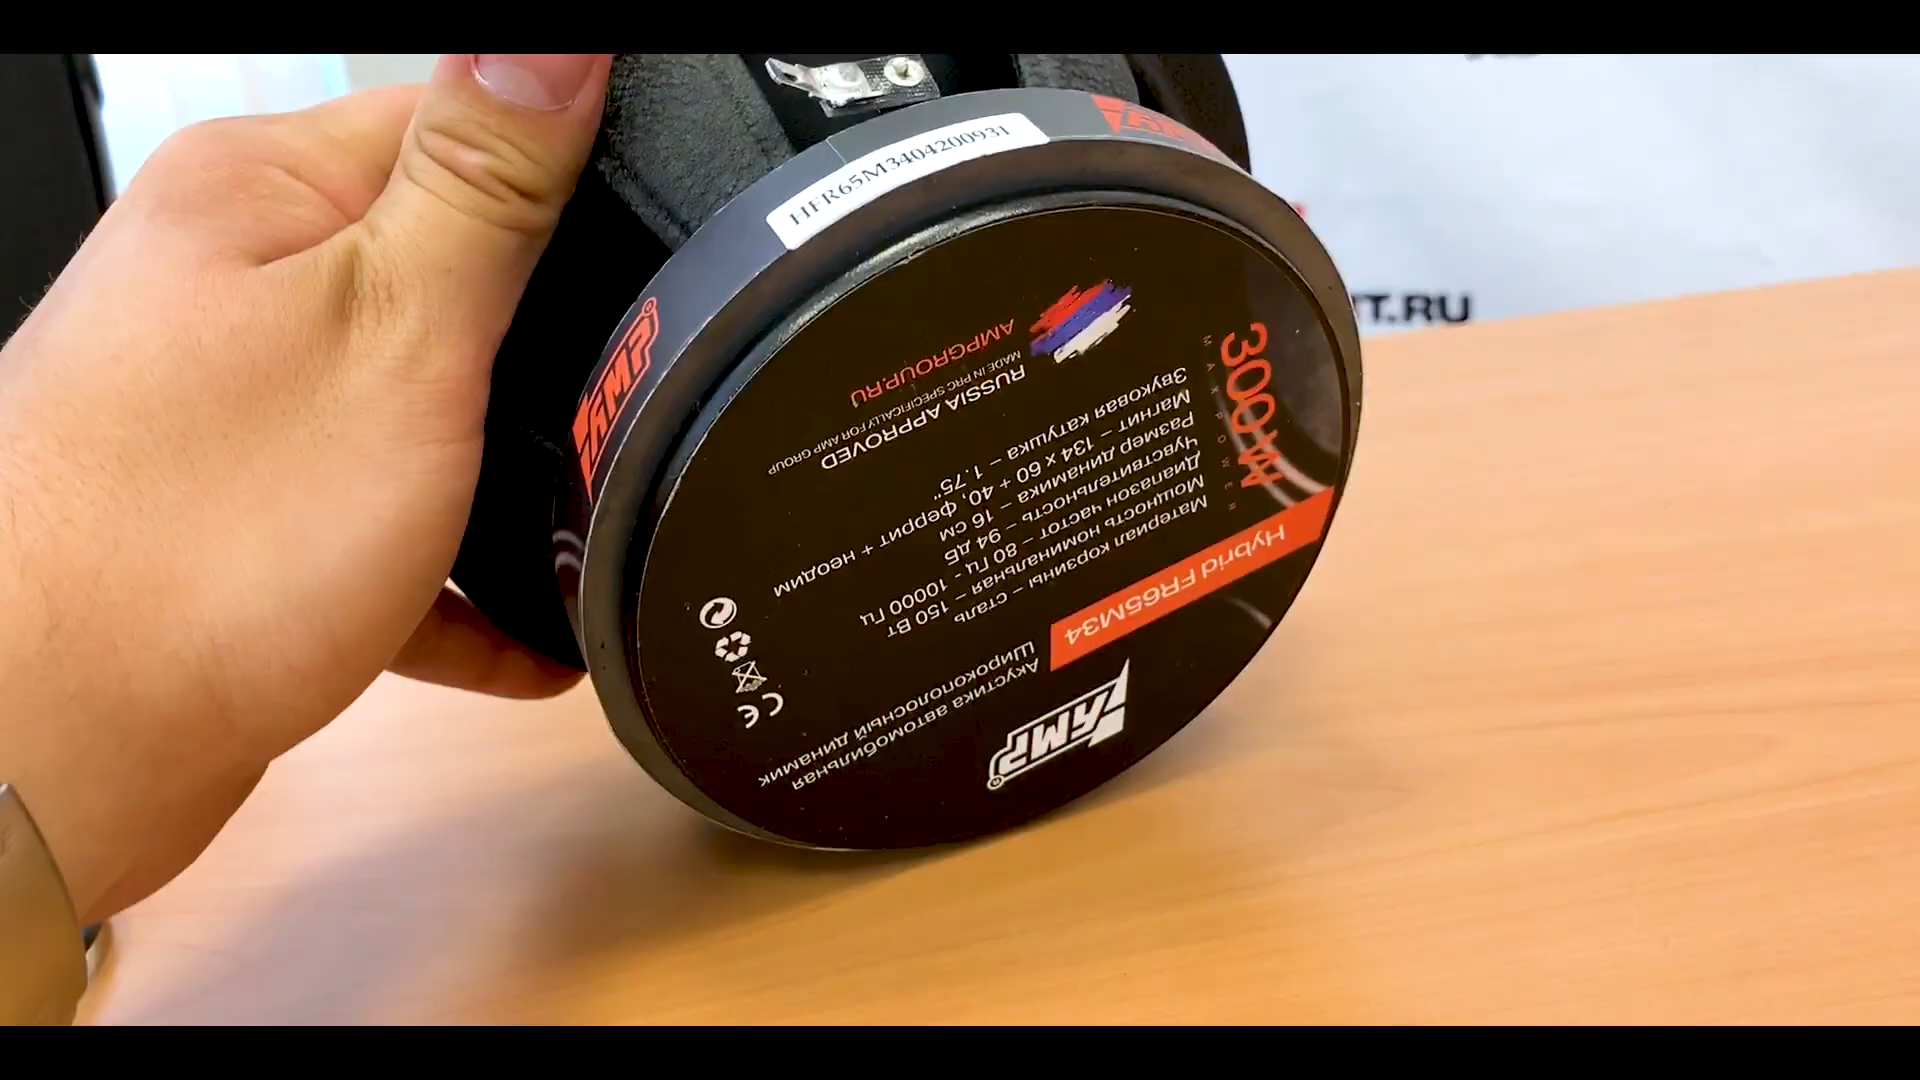 HFR65M3404200931
AMP
AMP
Hybrid FR65M34
Акустика автомобильная
Широкополосный динамик
Материал корзины – сталь
Мощность номинальная – 150 Вт
Диапазон частот – 80 Гц - 10000 Гц
Чувствительность – 94 дБ
Размер динамика – 16 см
Магнит – 134 x 60 + 40, феррит + неодим
Звуковая катушка – 1.75"
300W
MAX POWER
RUSSIA APPROVED
MADE IN PRC SPECIFICALLY FOR AMP GROUP
AMPGROUP.RU
CE
IT.RU